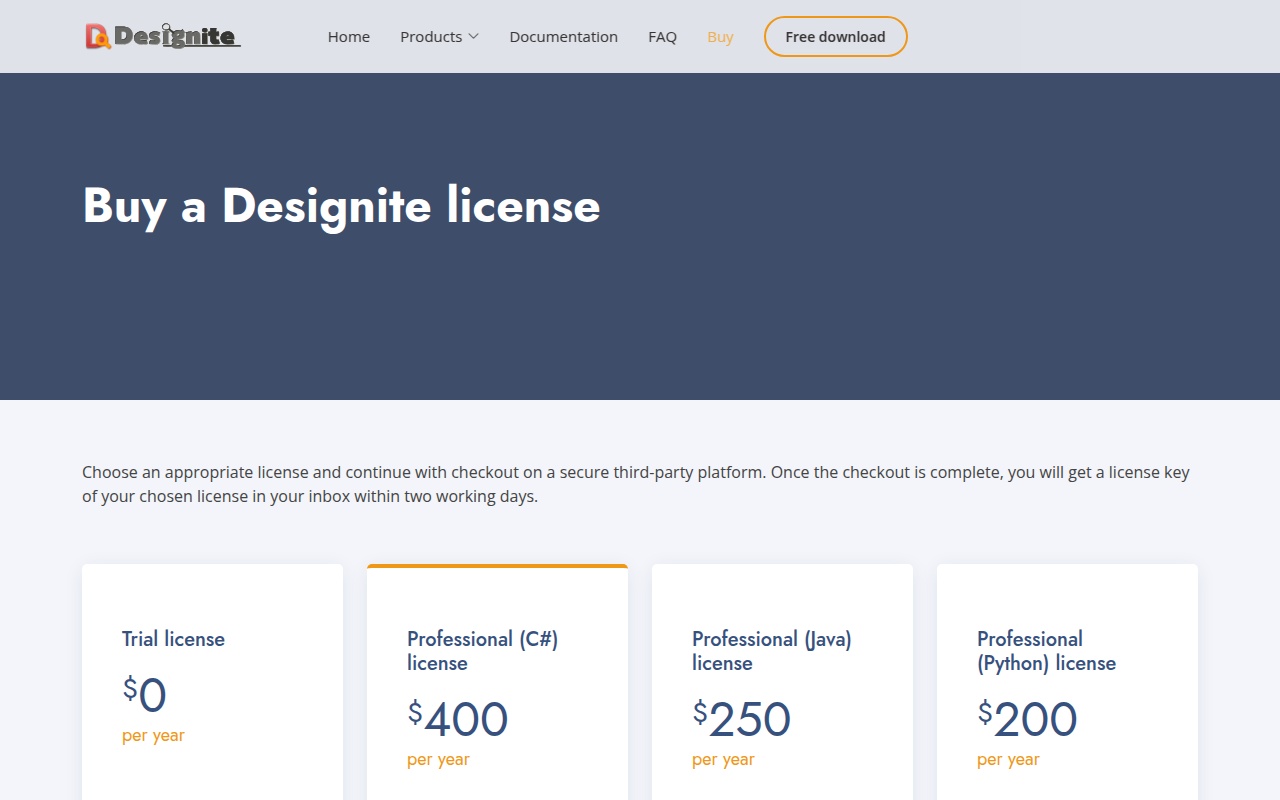 Designite
Home
Products
Documentation
FAQ
Buy
Free download
Buy a Designite license
Choose an appropriate license and continue with checkout on a secure third-party platform. Once the checkout is complete, you will get a license key
of your chosen license in your inbox within two working days.
Trial license
$0
per year
Professional (C#)
license
$400
per year
Professional (Java)
license
$250
per year
Professional
(Python) license
$200
per year